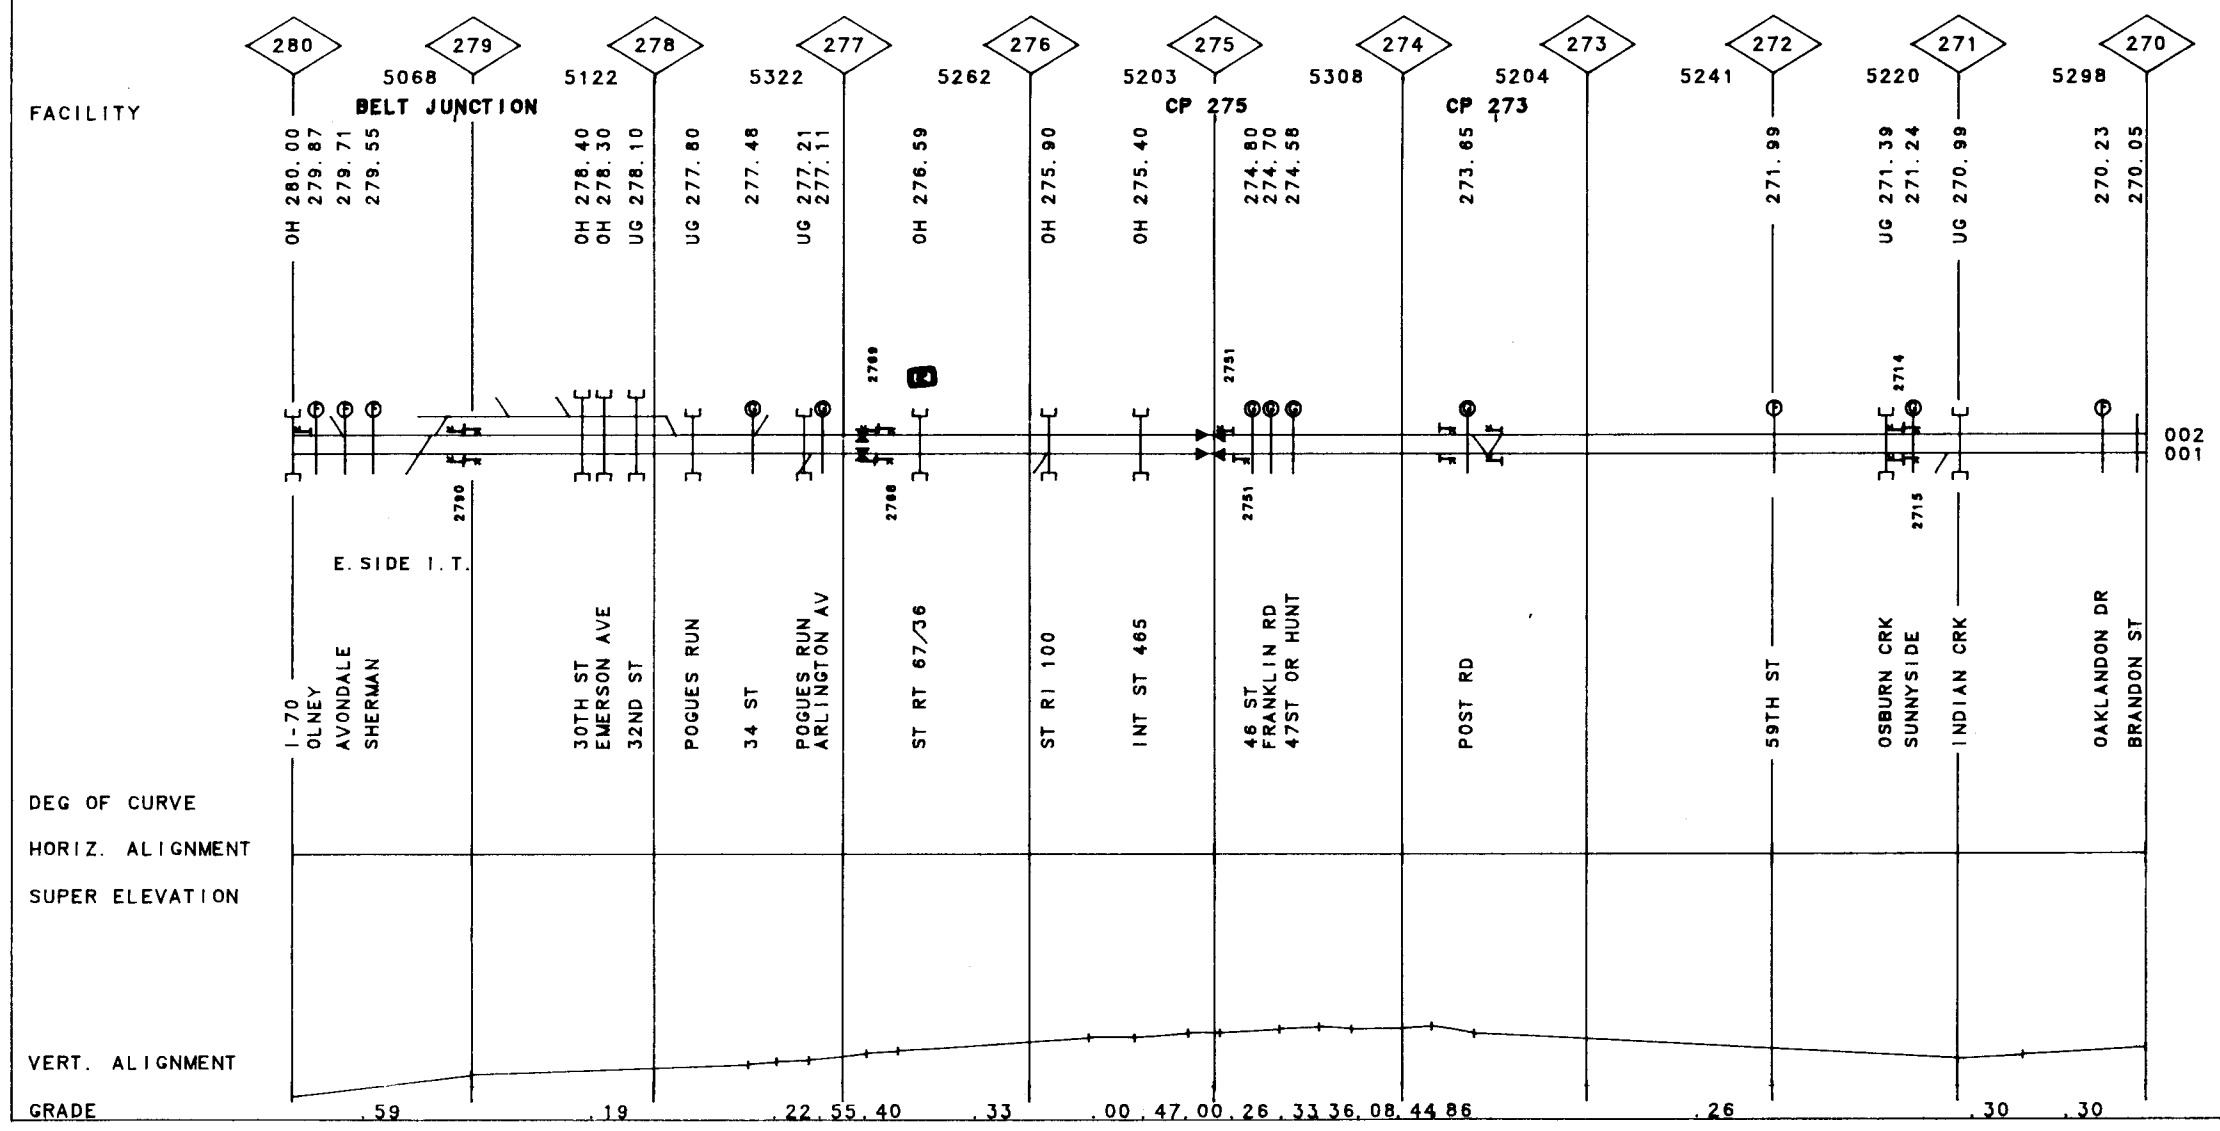 280 279 278 277 276 275 274 273 272 271 270
5068 5122 5322 5262 5203 5308 5204 5241 5220 5298
FACILITY BELT JUNCTION CP 275 CP 273
OH 280.00
279.87
279.71
279.55
OH 278.40
OH 278.30
UG 278.10
UG 277.80
277.48
UG 277.21
277.11
OH 276.59
OH 275.90
OH 275.40
274.80
274.70
274.58
273.65
271.99
UG 271.39
271.24
UG 270.99
270.23
270.05
2769
2751
2714
002
001
2790
2768
2751
2715
E. SIDE I.T.
I-70
OLNEY
AVONDALE
SHERMAN
30TH ST
EMERSON AVE
32ND ST
POGUES RUN
34 ST
POGUES RUN
ARLINGTON AV
ST RT 67/36
ST RI 100
INT ST 465
46 ST
FRANKLIN RD
47ST OR HUNT
POST RD
59TH ST
OSBURN CRK
SUNNYSIDE
INDIAN CRK
OAKLANDON DR
BRANDON ST
DEG OF CURVE
HORIZ. ALIGNMENT
SUPER ELEVATION
VERT. ALIGNMENT
GRADE .59 .19 .22 .55 .40 .33 .00 .47 .00 .26 .33 .36 .08 .44 .86 .26 .30 .30